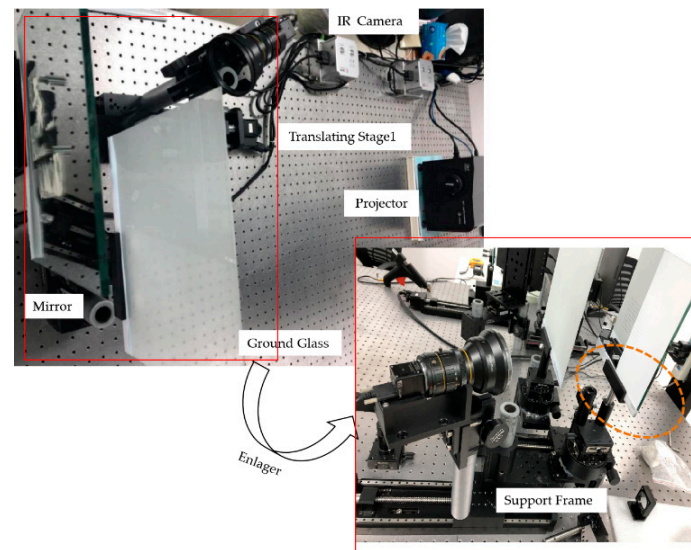 IR Camera
Translating Stage1
Projector
Mirror
Ground Glass
Enlager
Support Frame